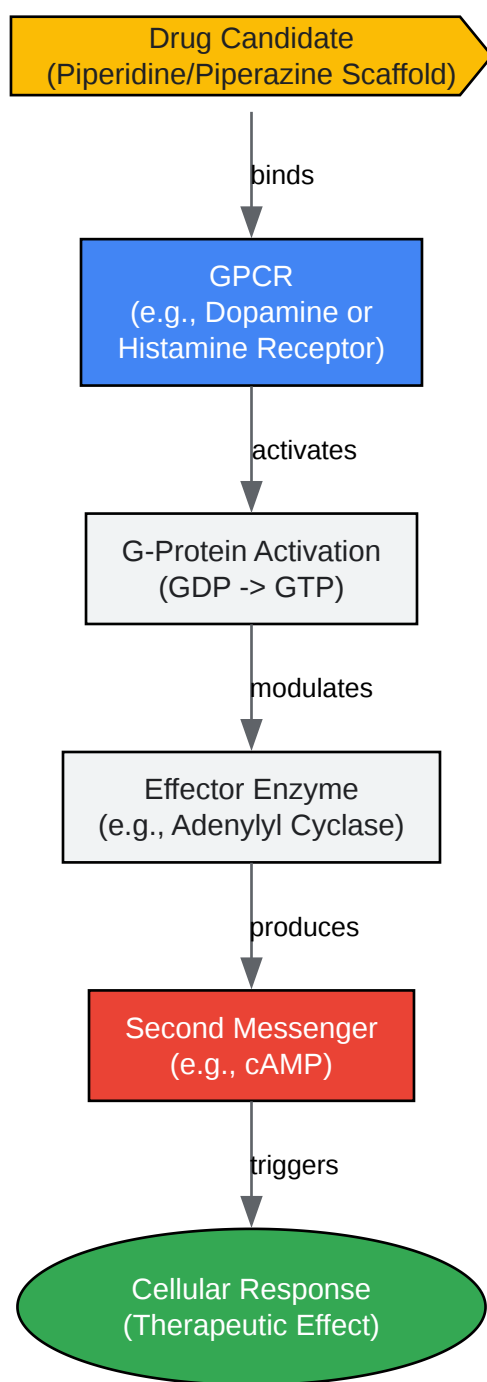 Drug Candidate
(Piperidine/Piperazine Scaffold)
binds
GPCR
(e.g., Dopamine or
Histamine Receptor)
activates
G-Protein Activation
(GDP -> GTP)
modulates
Effector Enzyme
(e.g., Adenylyl Cyclase)
produces
Second Messenger
(e.g., cAMP)
triggers
Cellular Response
(Therapeutic Effect)